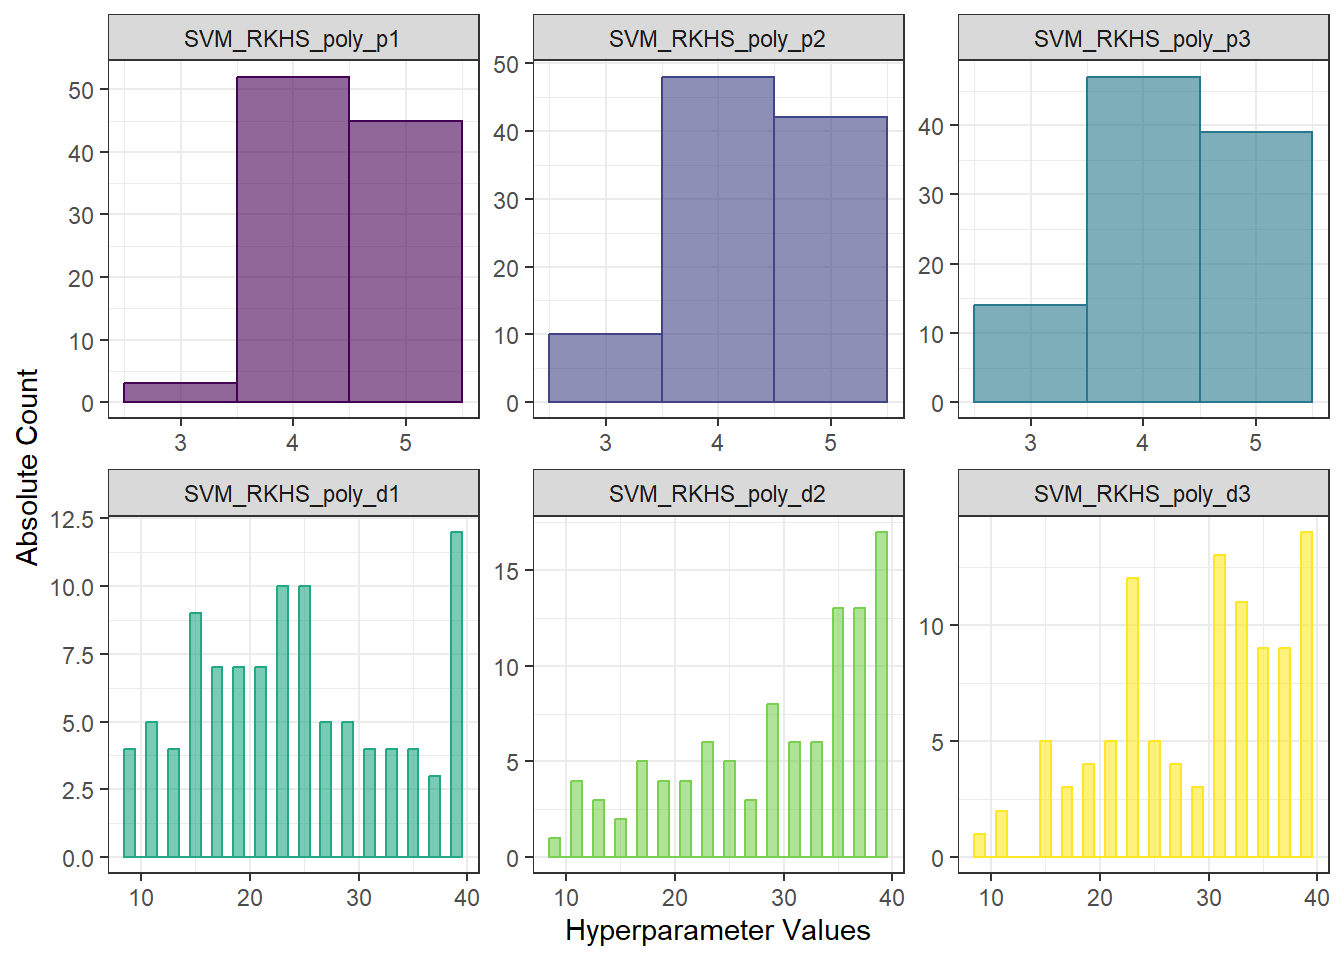 SVM_RKHS_poly_p1
SVM_RKHS_poly_p2
SVM_RKHS_poly_p3
50
40
30
20
10
0
50
40
30
20
10
0
40
30
20
10
0
3 4 5
3 4 5
3 4 5
Absolute Count
SVM_RKHS_poly_d1
SVM_RKHS_poly_d2
SVM_RKHS_poly_d3
12.5
10.0
7.5
5.0
2.5
0.0
15
10
5
0
10
5
0
10 20 30 40
10 20 30 40
10 20 30 40
Hyperparameter Values